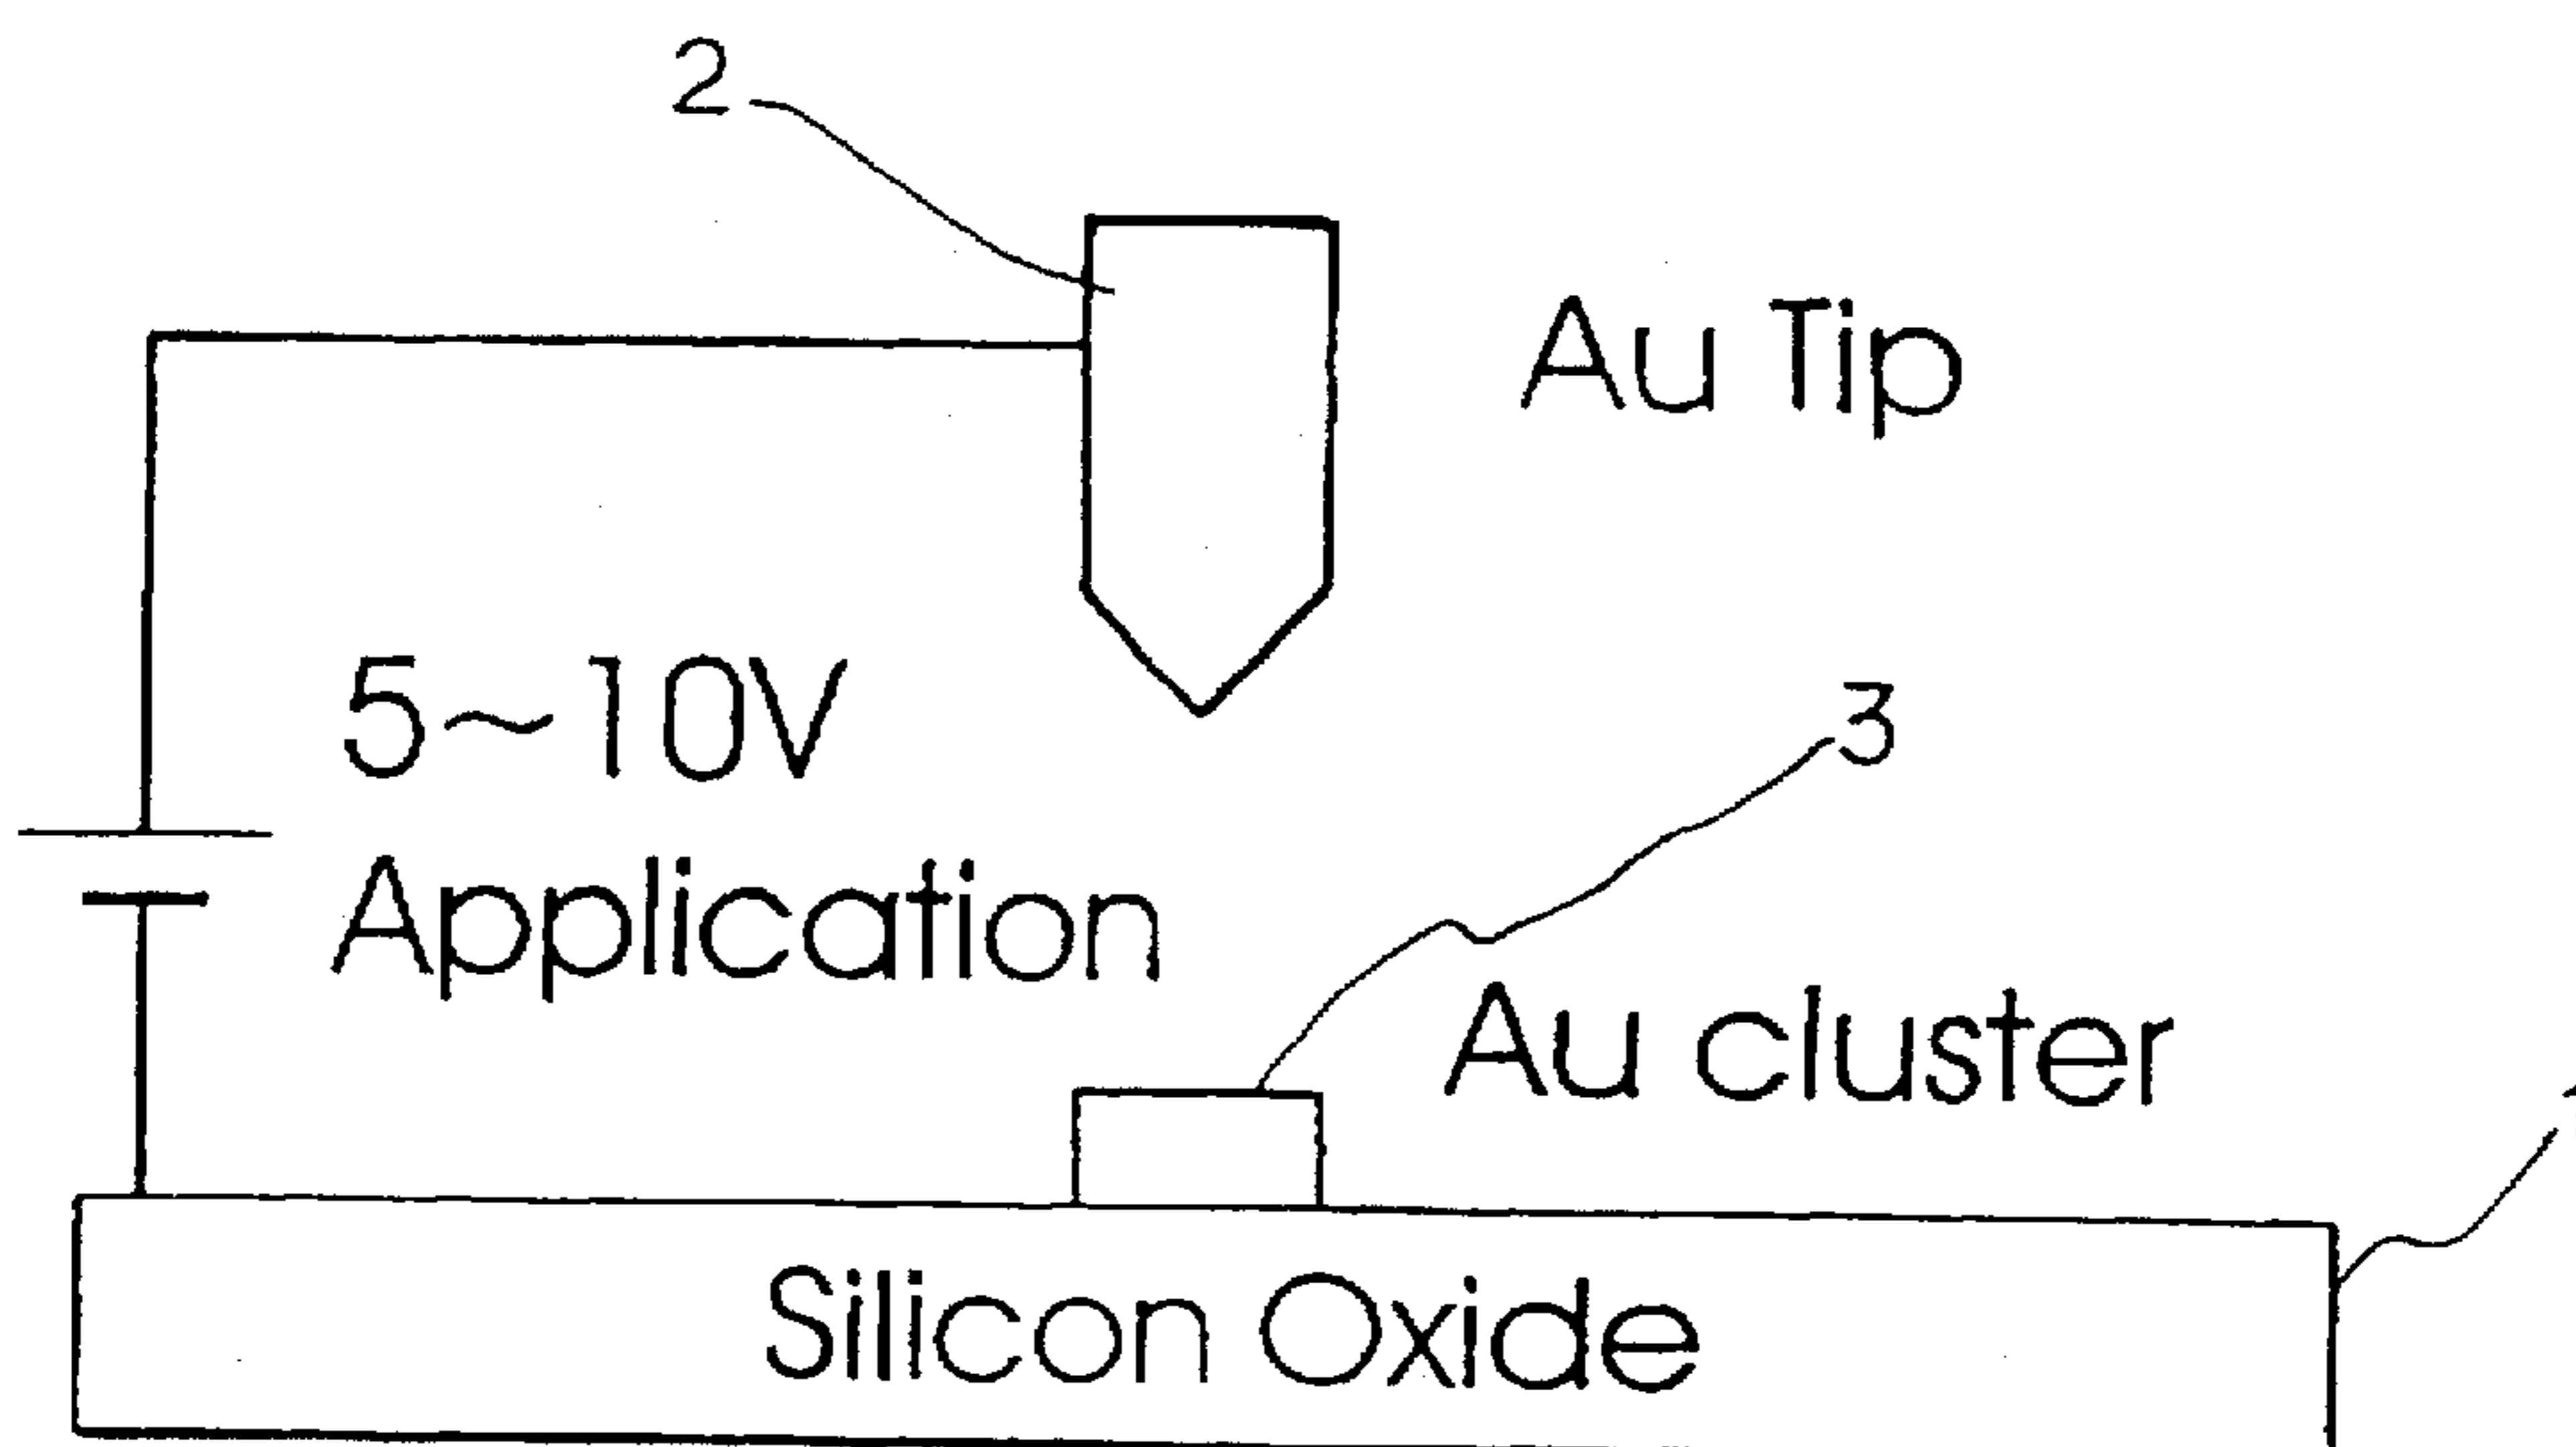 2
Au Tip
5~10V
Application
3
Au cluster
Silicon Oxide